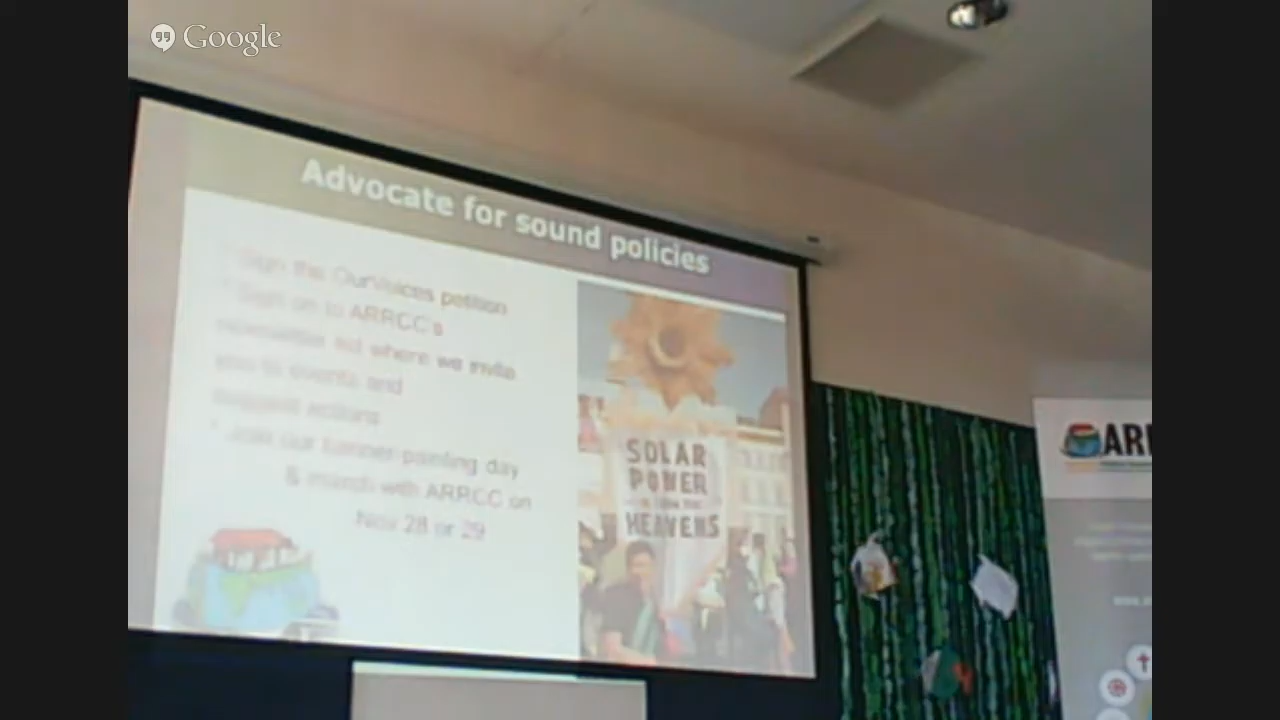 Google
Advocate for sound policies
Sign the OurVoices petition
Sign on to ARRCC's
newsletter list where we invite
you to events and
suggest actions
Join our banner-painting day
& march with ARRCC on
Nov 28 or 29
SOLAR
POWER
HEAVENS
ARR